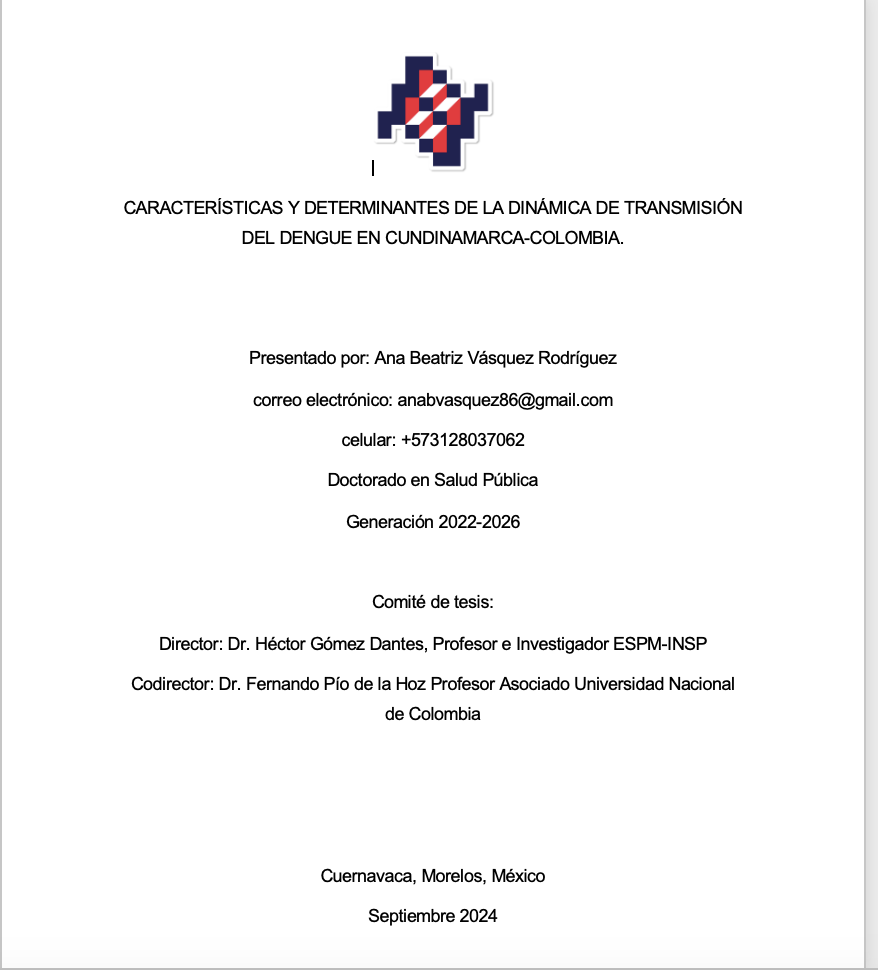 CARACTERÍSTICAS Y DETERMINANTES DE LA DINÁMICA DE TRANSMISIÓN
DEL DENGUE EN CUNDINAMARCA-COLOMBIA.
Presentado por: Ana Beatriz Vásquez Rodríguez
correo electrónico: anabvasquez86@gmail.com
celular: +573128037062
Doctorado en Salud Pública
Generación 2022-2026
Comité de tesis:
Director: Dr. Héctor Gómez Dantes, Profesor e Investigador ESPM-INSP
Codirector: Dr. Fernando Pío de la Hoz Profesor Asociado Universidad Nacional
de Colombia
Cuernavaca, Morelos, México
Septiembre 2024